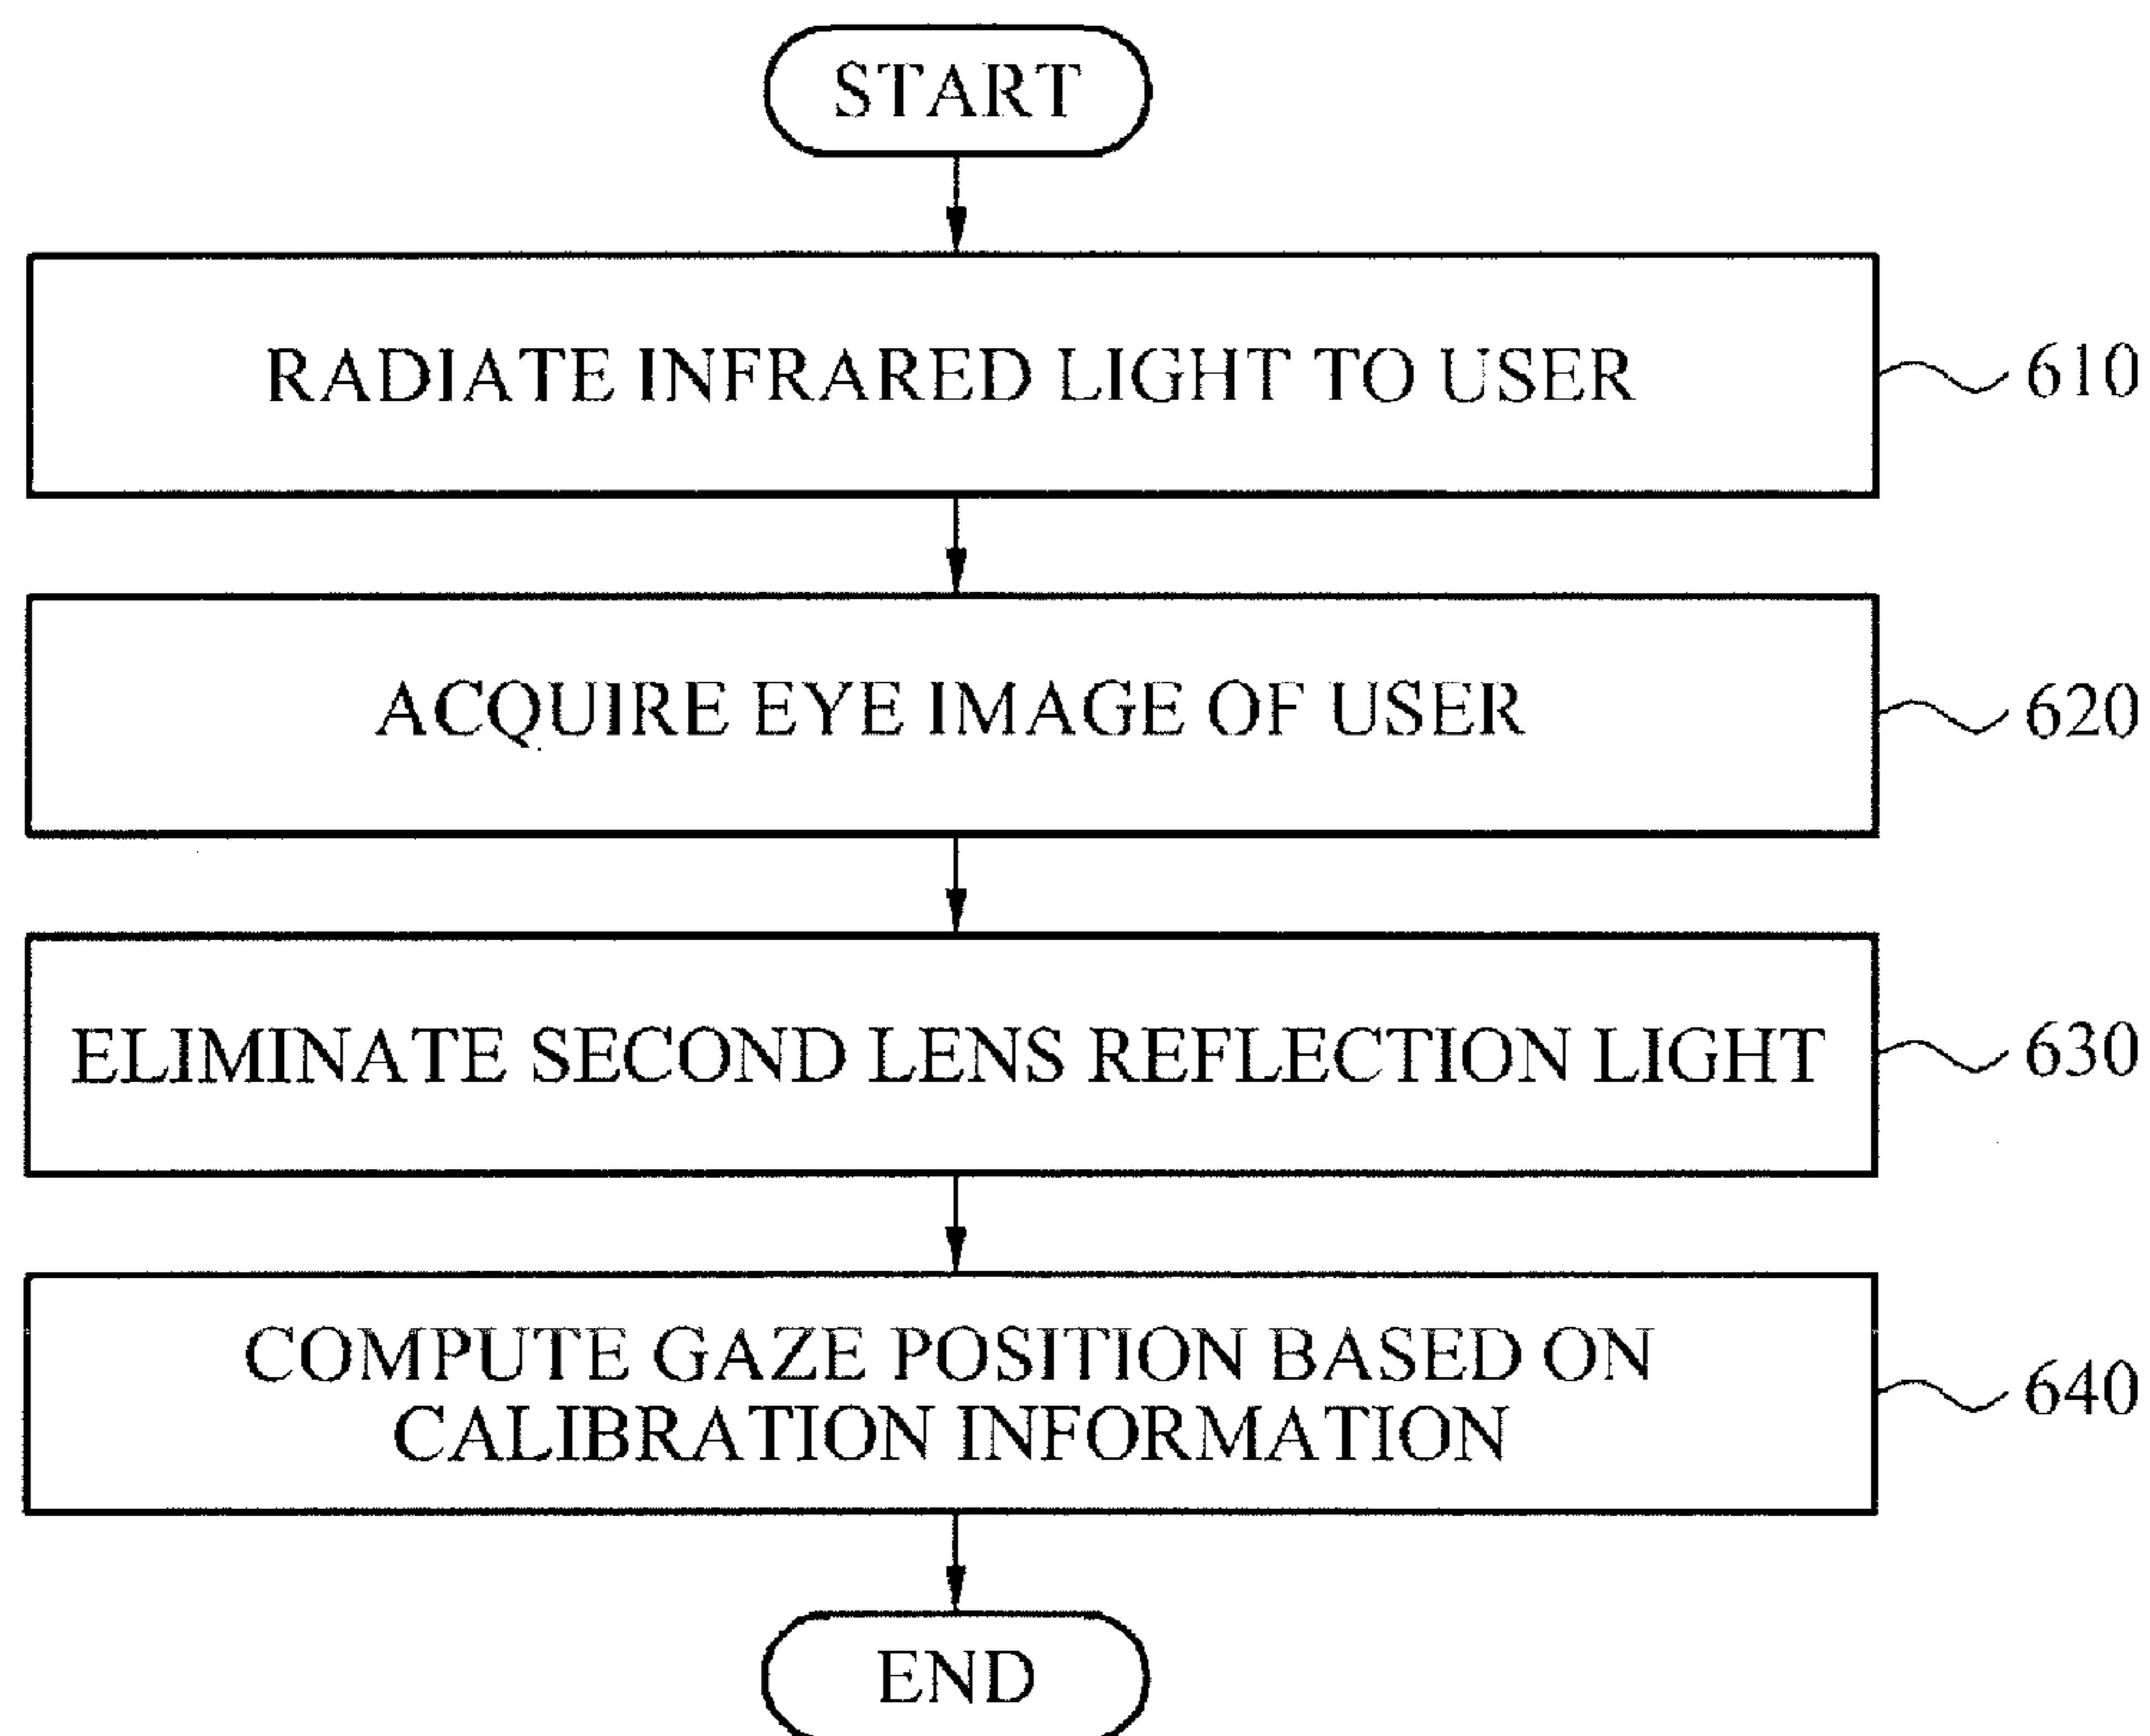 START
RADIATE INFRARED LIGHT TO USER
610
ACQUIRE EYE IMAGE OF USER
620
ELIMINATE SECOND LENS REFLECTION LIGHT
630
COMPUTE GAZE POSITION BASED ON
CALIBRATION INFORMATION
640
END